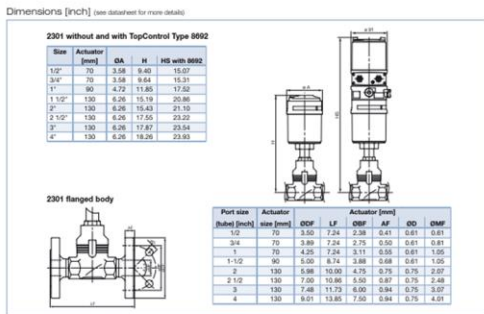 Dimensions [inch] (see datasheet for more details)
2301 without and with TopControl Type 8692
Size Actuator [mm] ØA H HS with 8692
1/2" 70 3.58 9.40 15.07
3/4" 70 3.58 9.64 15.31
1" 90 4.72 11.85 17.52
1 1/2" 130 6.26 15.19 20.86
2" 130 6.26 15.43 21.10
2 1/2" 130 6.26 17.55 23.22
3" 130 6.26 17.87 23.54
4" 130 6.26 18.26 23.93
2301 flanged body
Port size Actuator Actuator [mm]
(tube) [inch] size [mm] ØDF LF ØBF AF ØD ØMF
1/2 70 3.50 7.24 2.38 0.41 0.61 0.81
3/4 70 3.89 7.24 2.75 0.50 0.61 0.81
1 70 4.25 7.24 3.11 0.55 0.61 1.05
1-1/2 90 5.00 8.74 3.88 0.68 0.61 1.05
2 130 5.98 10.00 4.75 0.75 0.75 2.07
2 1/2 130 7.00 10.86 5.50 0.87 0.75 2.48
3 130 7.48 11.73 6.00 0.94 0.75 3.07
4 130 9.01 13.85 7.50 0.94 0.75 4.01